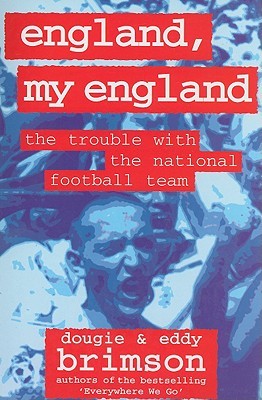 england,
my england
the trouble with
the national
football team
dougie & eddy
brimson
authors of the bestselling
'Everywhere We Go'